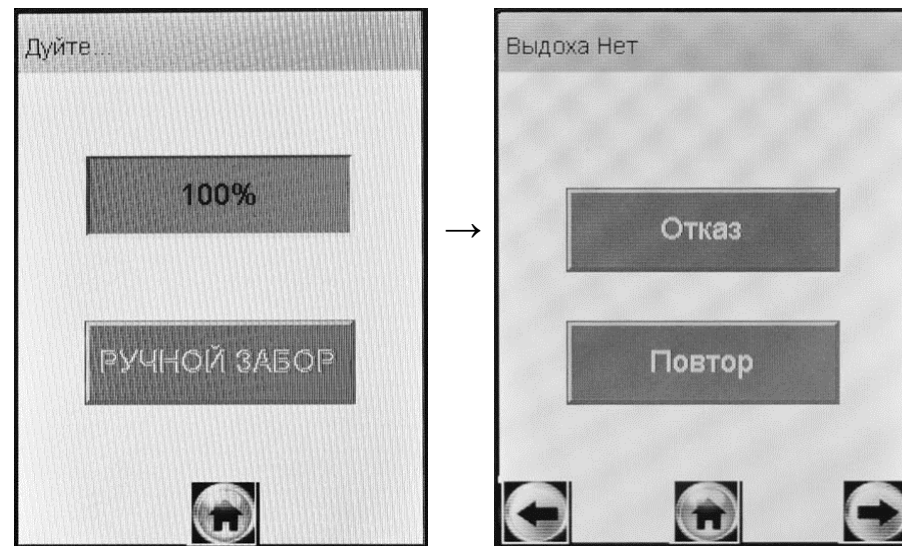 Дуйте...
100%
РУЧНОЙ ЗАБОР
→
Выдоха Нет
Отказ
Повтор